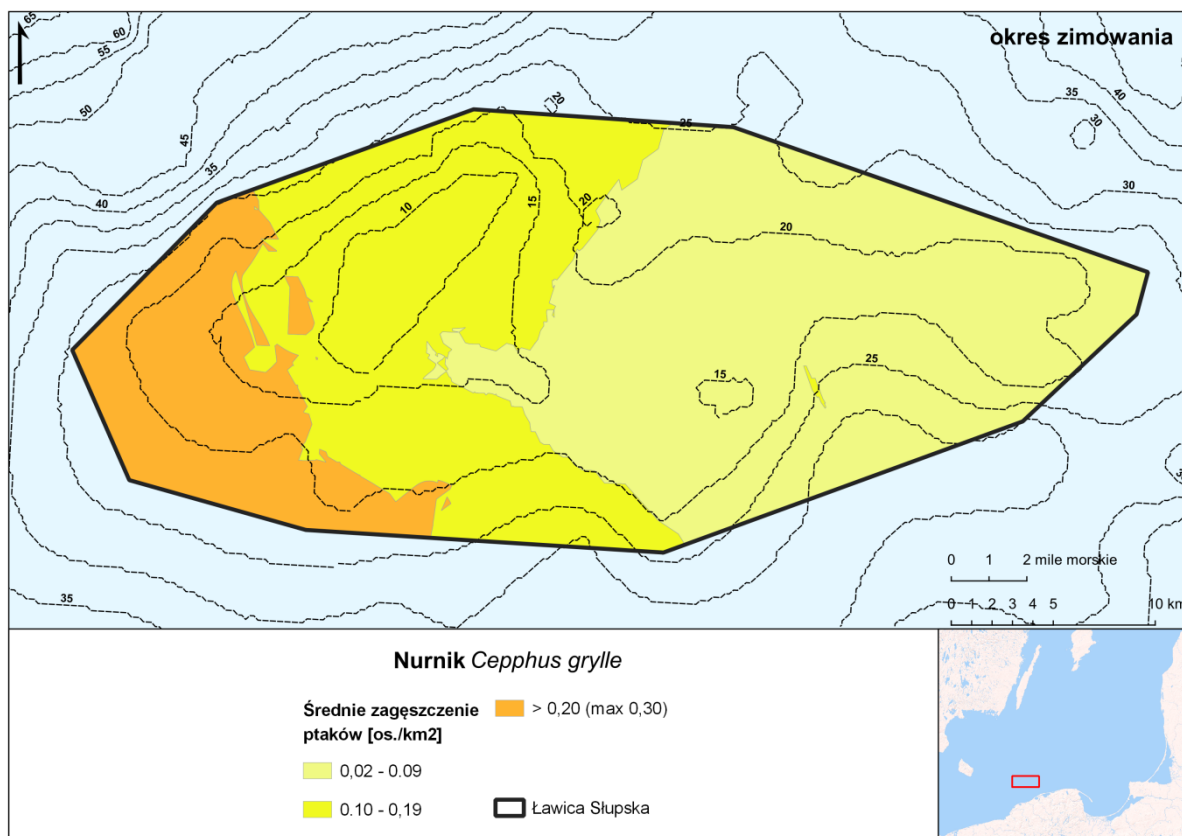 okres zimowania
65
60
55
50
45
40
35
20
25
35
40
30
30
10
15
20
20
25
15
35
0 1 2 mile morskie
0 1 2 3 4 5 10 km
Nurnik Cepphus grylle
Średnie zagęszczenie
ptaków [os./km2]
> 0,20 (max 0,30)
0,02 - 0.09
0.10 - 0,19
Ławica Słupska